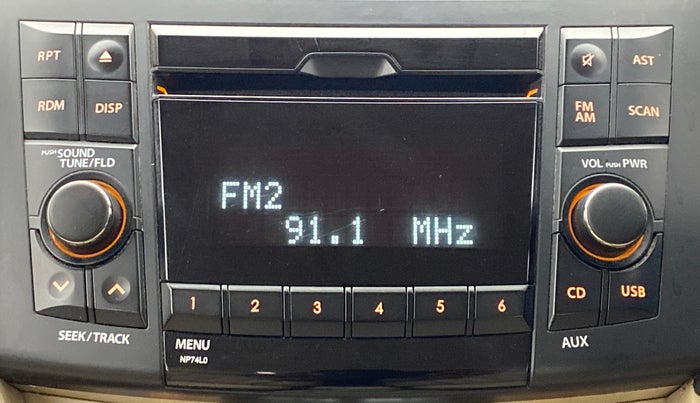 RPT
RDM
DISP
PUSH SOUND
TUNE/FLD
SEEK/TRACK
FM2
91.1 MHz
1 2 3 4 5 6
MENU
NP74L0
AST
FM
AM
SCAN
VOL PUSH PWR
CD
USB
AUX